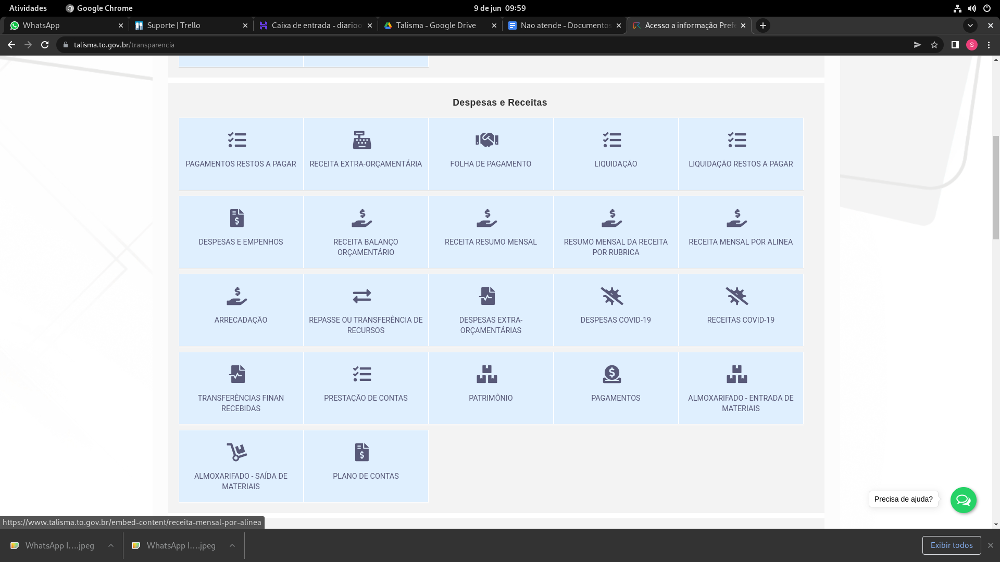 Atividades
Google Chrome
9 de jun 09:59
WhatsApp
Suporte | Trello
Caixa de entrada - diarioo
Talisma - Google Drive
Nao atende - Documentos
Acesso a informação Prefe
talisma.to.gov.br/transparencia
S
Despesas e Receitas
PAGAMENTOS RESTOS A PAGAR
RECEITA EXTRA-ORÇAMENTÁRIA
FOLHA DE PAGAMENTO
LIQUIDAÇÃO
LIQUIDAÇÃO RESTOS A PAGAR
DESPESAS E EMPENHOS
RECEITA BALANÇO
ORÇAMENTÁRIO
RECEITA RESUMO MENSAL
RESUMO MENSAL DA RECEITA
POR RUBRICA
RECEITA MENSAL POR ALINEA
ARRECADAÇÃO
REPASSE OU TRANSFERÊNCIA DE
RECURSOS
DESPESAS EXTRA-
ORÇAMENTÁRIAS
DESPESAS COVID-19
RECEITAS COVID-19
TRANSFERÊNCIAS FINAN
RECEBIDAS
PRESTAÇÃO DE CONTAS
PATRIMÔNIO
PAGAMENTOS
ALMOXARIFADO - ENTRADA DE
MATERIAIS
ALMOXARIFADO - SAÍDA DE
MATERIAIS
PLANO DE CONTAS
Precisa de ajuda?
https://www.talisma.to.gov.br/embed-content/receita-mensal-por-alinea
WhatsApp I....jpeg
WhatsApp I....jpeg
Exibir todos